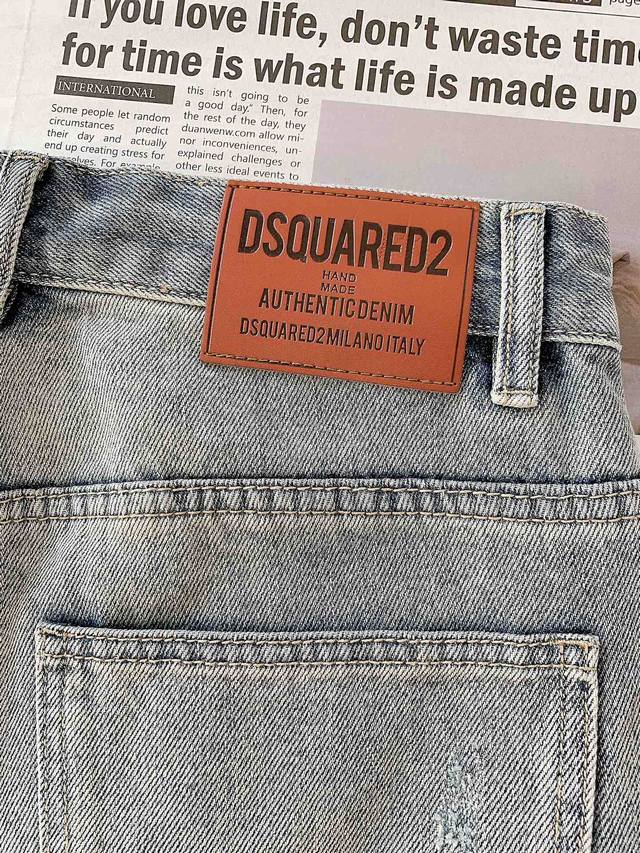 If you love life, don't waste time
for time is what life is made up
INTERNATIONAL
Some people let random
circumstances predict
their day and actually
end up creating stress for
this isn't going to be
a good day." Then, for
the rest of the day, they
duanwenw.com allow mi-
nor inconveniences, un-
explained challenges or
other less ideal events to
DSQUARED2
HAND
MADE
AUTHENTIC DENIM
DSQUARED2 MILANO ITALY